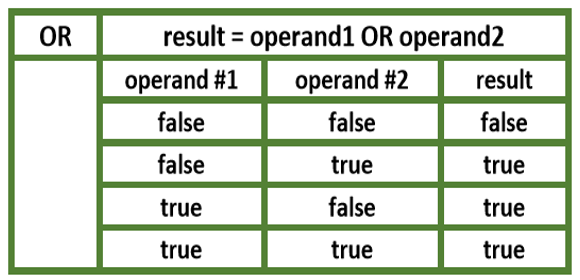 OR result = operand1 OR operand2
operand #1 operand #2 result
false false false
false true true
true false true
true true true